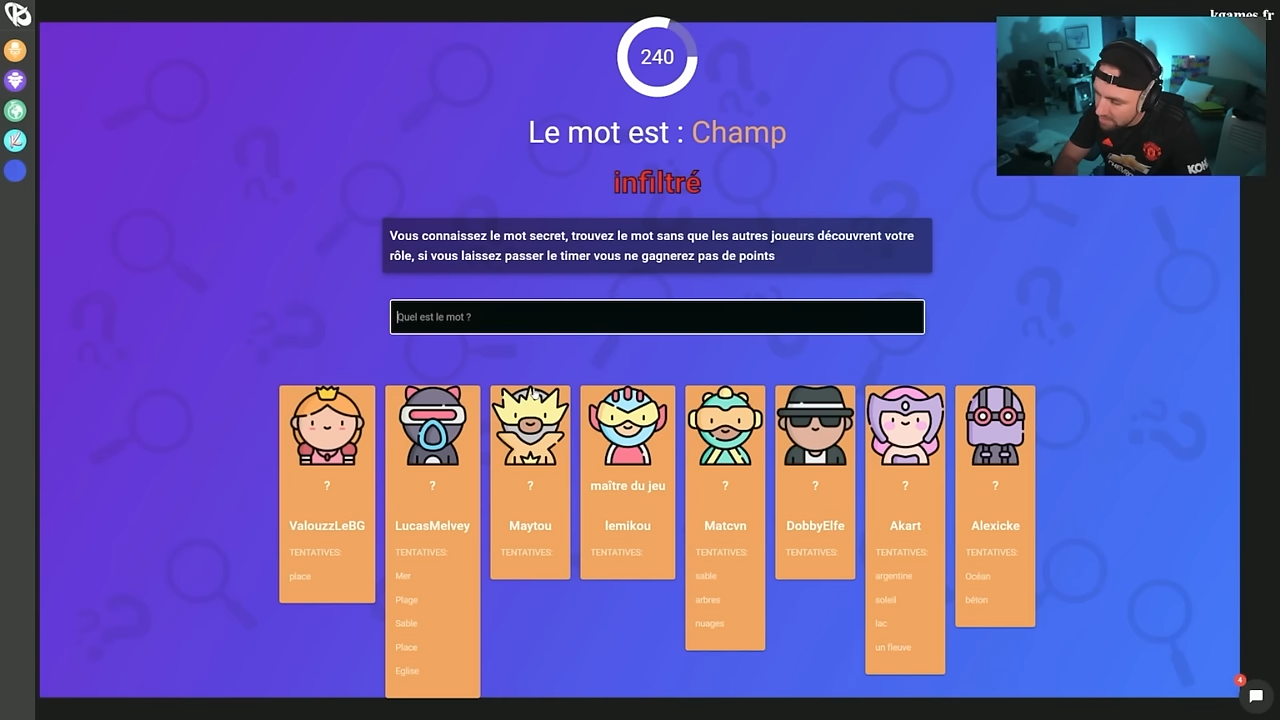 kgames.fr
240
Le mot est : Champ
infiltré
Vous connaissez le mot secret, trouvez le mot sans que les autres joueurs découvrent votre
rôle, si vous laissez passer le timer vous ne gagnerez pas de points
Quel est le mot ?
? ? ? maître du jeu ? ? ? ?
ValouzzLeBG LucasMelvey Maytou lemikou Matcvn DobbyElfe Akart Alexicke
TENTATIVES: TENTATIVES: TENTATIVES: TENTATIVES: TENTATIVES: TENTATIVES: TENTATIVES: TENTATIVES:
place Mer sable argentine Océan
Plage arbres soleil béton
Sable nuages lac
Place un fleuve
Eglise
4